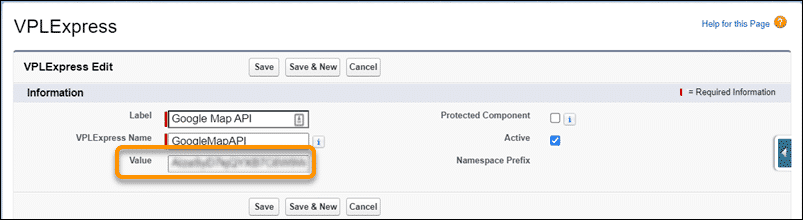 VPLExpress
Help for this Page
VPLExpress Edit
Save Save & New Cancel
Information
= Required Information
Label Google Map API Protected Component
VPLExpress Name GoogleMapAPI Active
Value Namespace Prefix
Save Save & New Cancel